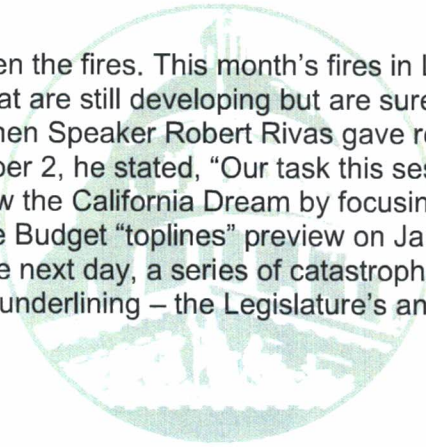 en the fires. This month’s fires in L
at are still developing but are sure
hen Speaker Robert Rivas gave re
ber 2, he stated, “Our task this ses
w the California Dream by focusin
e Budget “toplines” preview on Ja
e next day, a series of catastroph
underlining – the Legislature’s an